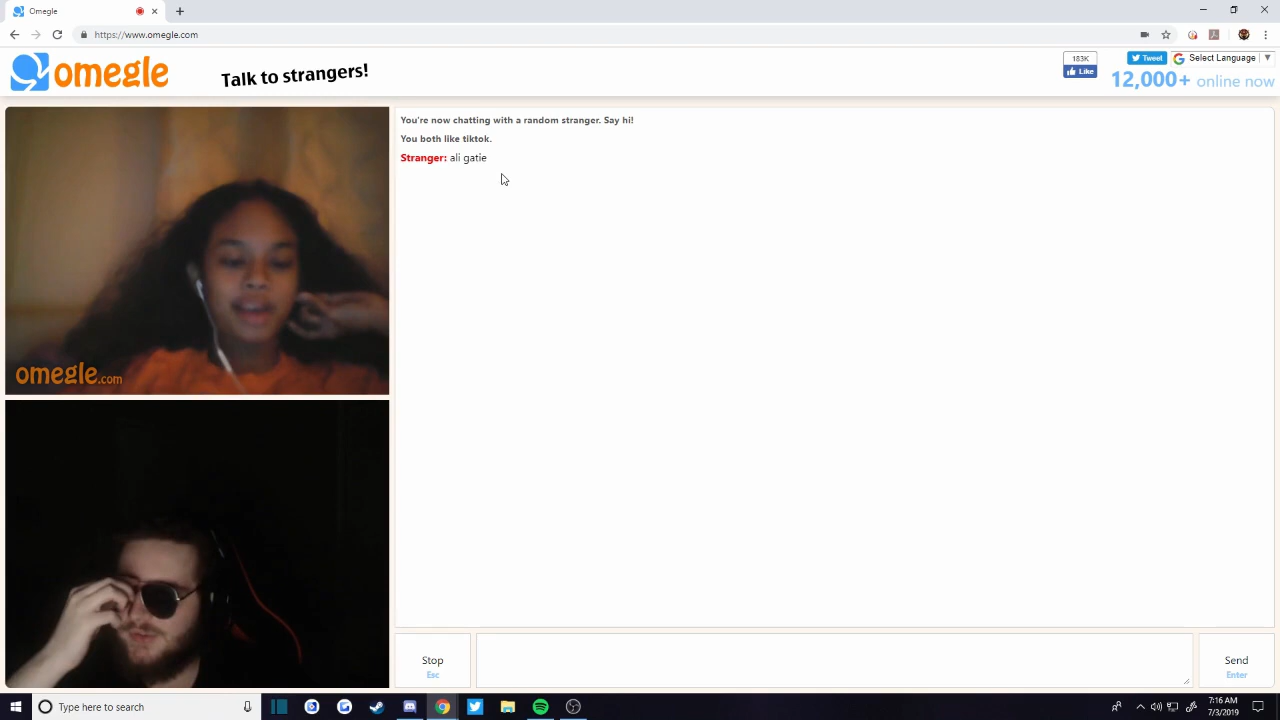 Omegle
https://www.omegle.com
omegle
Talk to strangers!
183K
Like
Tweet
Select Language
12,000+ online now
You're now chatting with a random stranger. Say hi!
You both like tiktok.
Stranger: ali gatie
omegle.com
Stop
Esc
Send
Enter
Type here to search
7:16 AM
7/3/2019